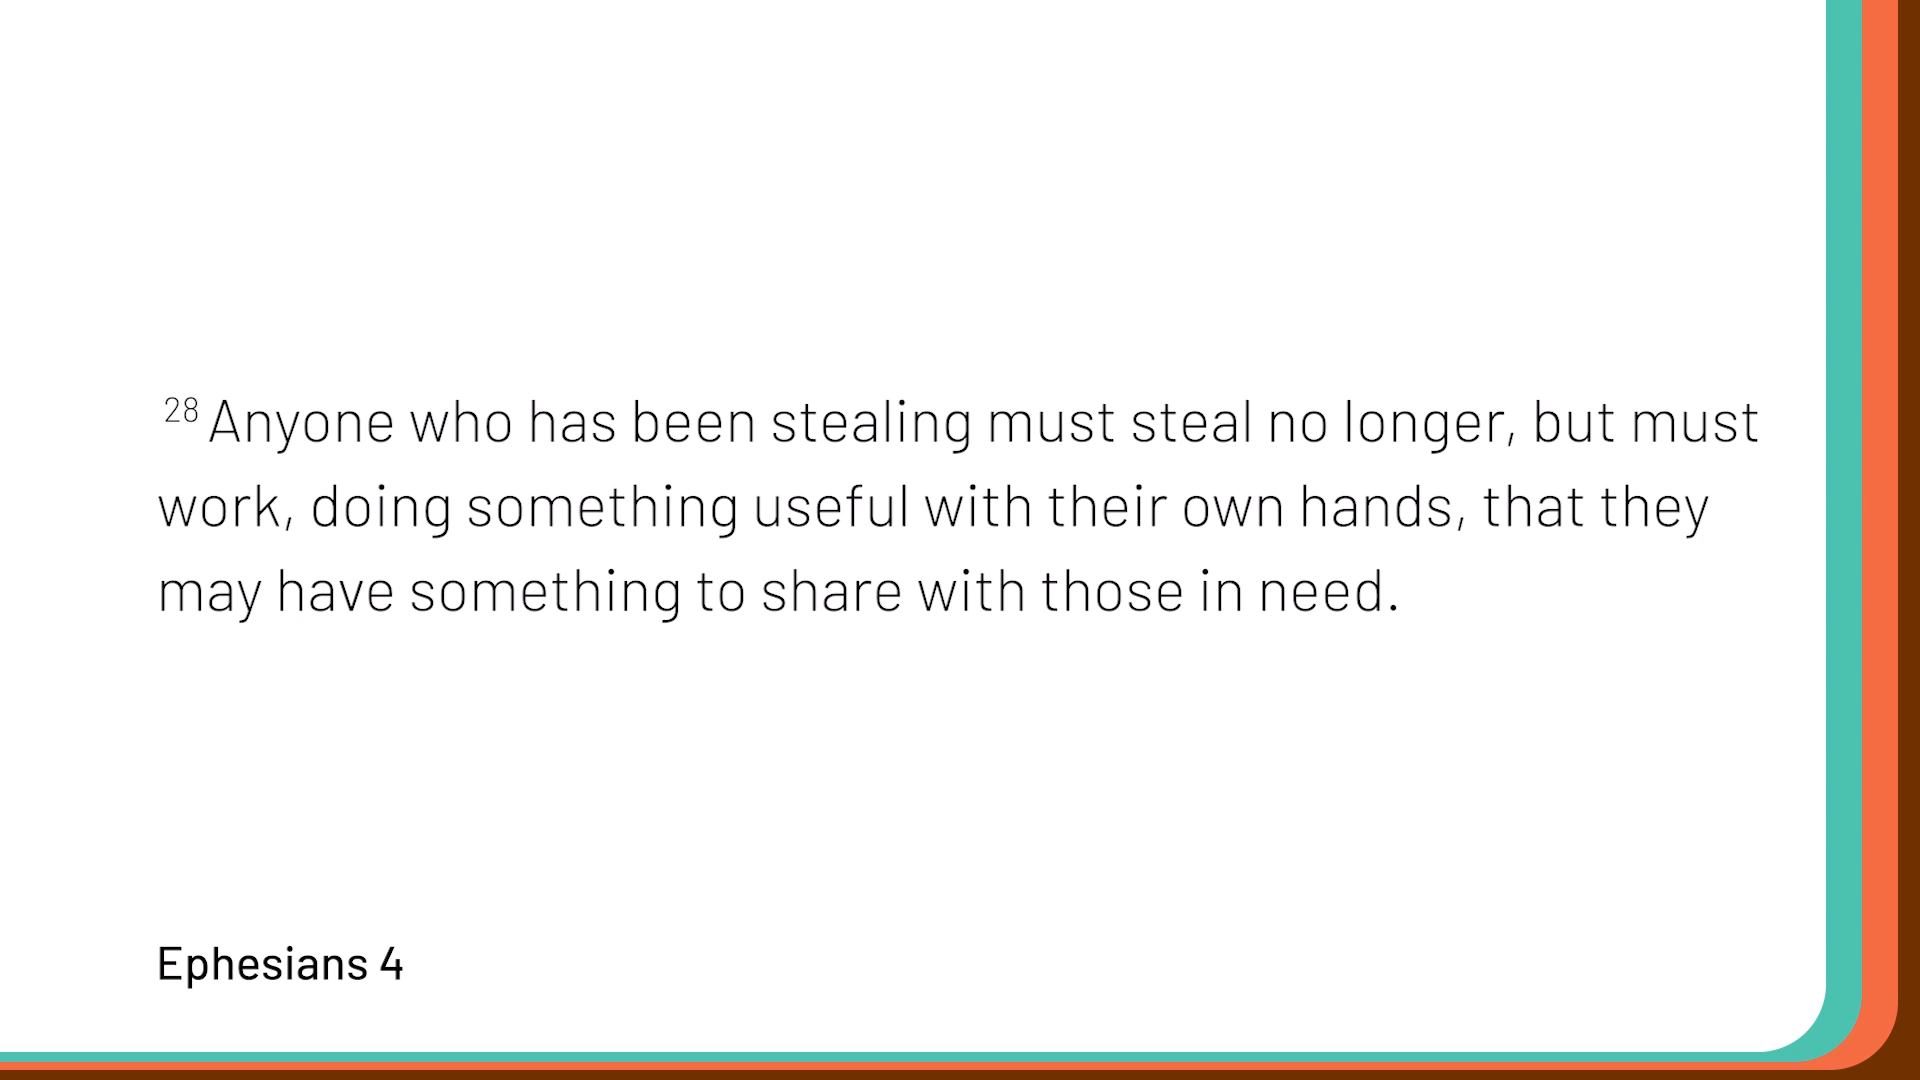 28 Anyone who has been stealing must steal no longer, but must
work, doing something useful with their own hands, that they
may have something to share with those in need.
Ephesians 4